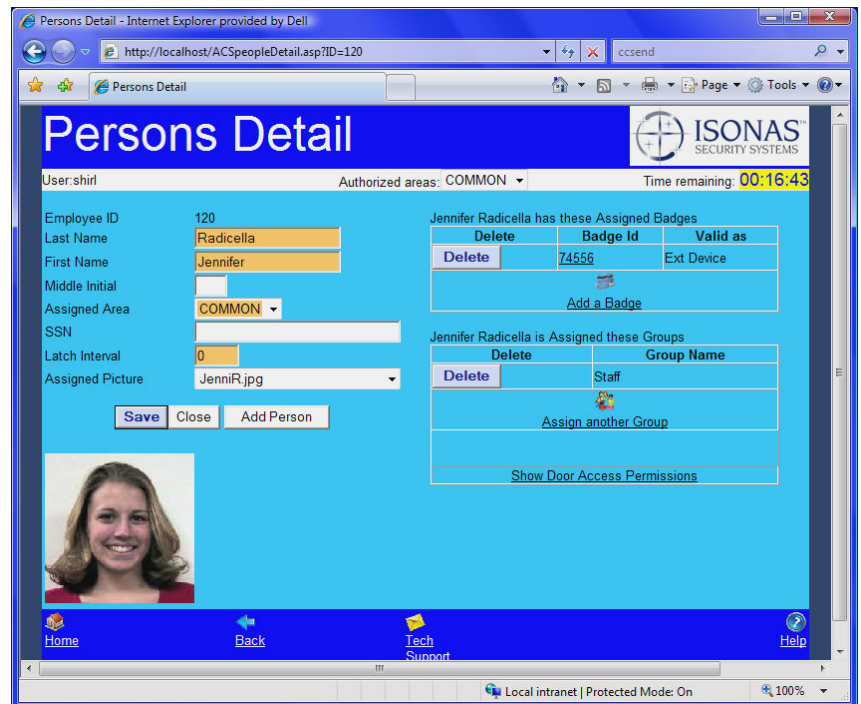 Persons Detail - Internet Explorer provided by Dell
http://localhost/ACSpeopleDetail.asp?ID=120
ccsend
Persons Detail
Page
Tools
Persons Detail
ISONAS™
SECURITY SYSTEMS
User:shirl
Authorized areas: COMMON
Time remaining: 00:16:43
Employee ID 120
Last Name Radicella
First Name Jennifer
Middle Initial
Assigned Area COMMON
SSN
Latch Interval 0
Assigned Picture JenniR.jpg
Save Close Add Person
Jennifer Radicella has these Assigned Badges
Delete Badge Id Valid as
Delete 74556 Ext Device
Add a Badge
Jennifer Radicella is Assigned these Groups
Delete Group Name
Delete Staff
Assign another Group
Show Door Access Permissions
Home Back Tech Help
Support
Local intranet | Protected Mode: On 100%